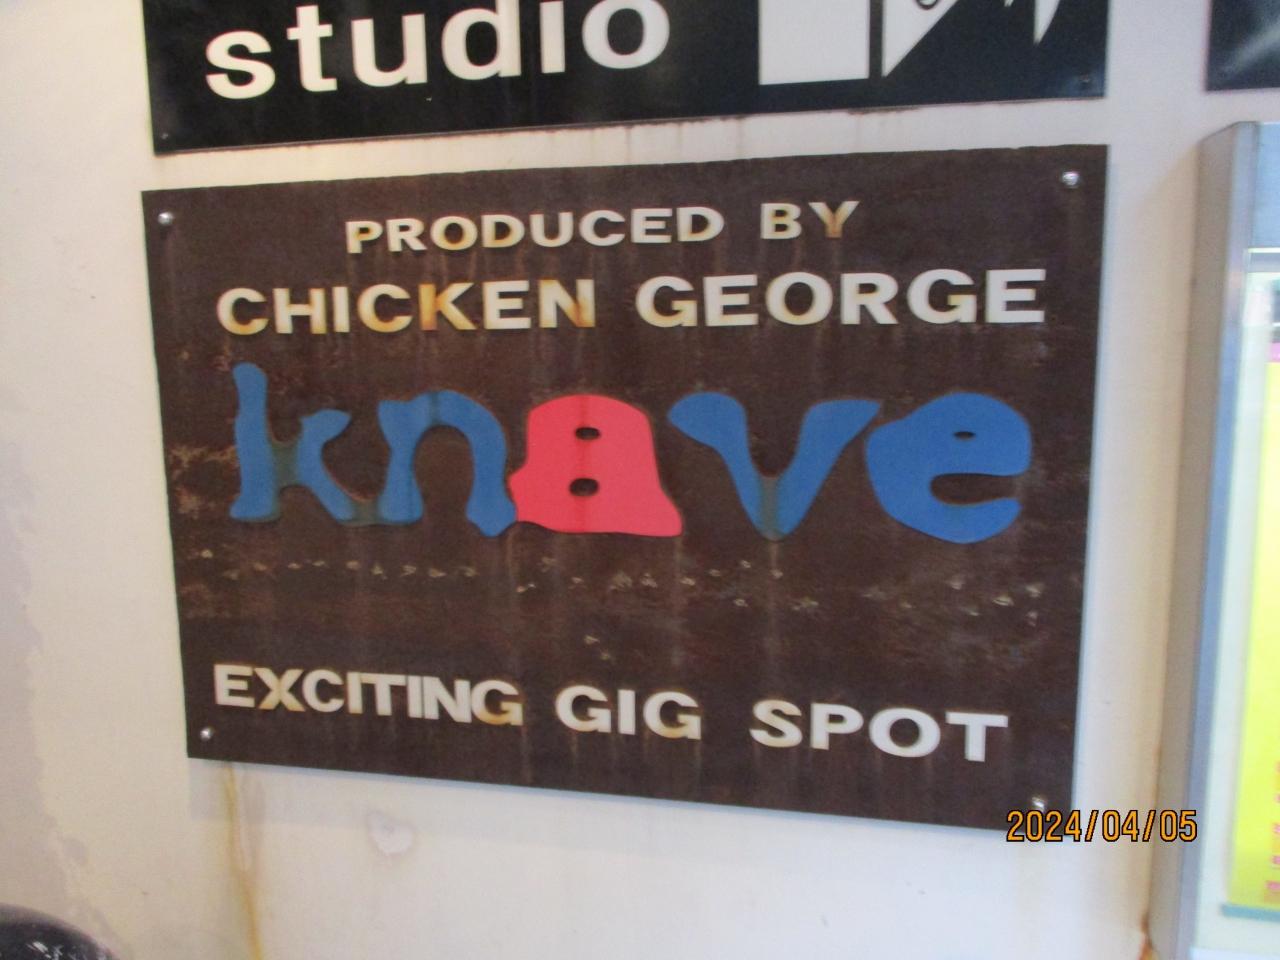 studio
PRODUCED BY
CHICKEN GEORGE
knave
EXCITING GIG SPOT
2024/04/05